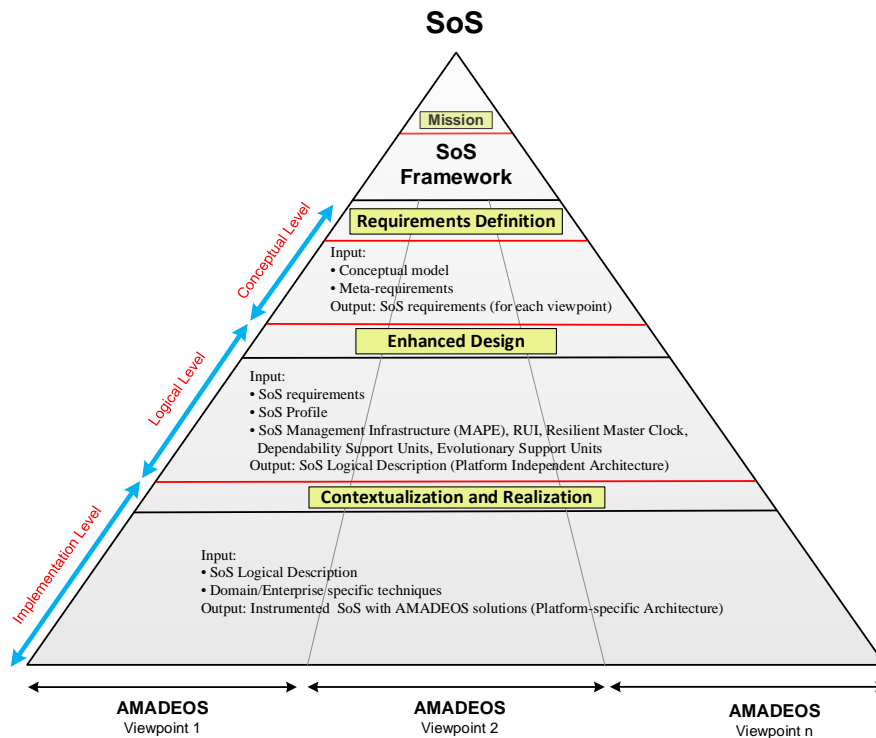 SoS
Mission
SoS
Framework
Conceptual Level
Requirements Definition
Input:
• Conceptual model
• Meta-requirements
Output: SoS requirements (for each viewpoint)
Logical Level
Enhanced Design
Input:
• SoS requirements
• SoS Profile
• SoS Management Infrastructure (MAPE), RUI, Resilient Master Clock,
Dependability Support Units, Evolutionary Support Units
Output: SoS Logical Description (Platform Independent Architecture)
Implementation Level
Contextualization and Realization
Input:
• SoS Logical Description
• Domain/Enterprise specific techniques
Output: Instrumented SoS with AMADEOS solutions (Platform-specific Architecture)
AMADEOS
Viewpoint 1
AMADEOS
Viewpoint 2
AMADEOS
Viewpoint n